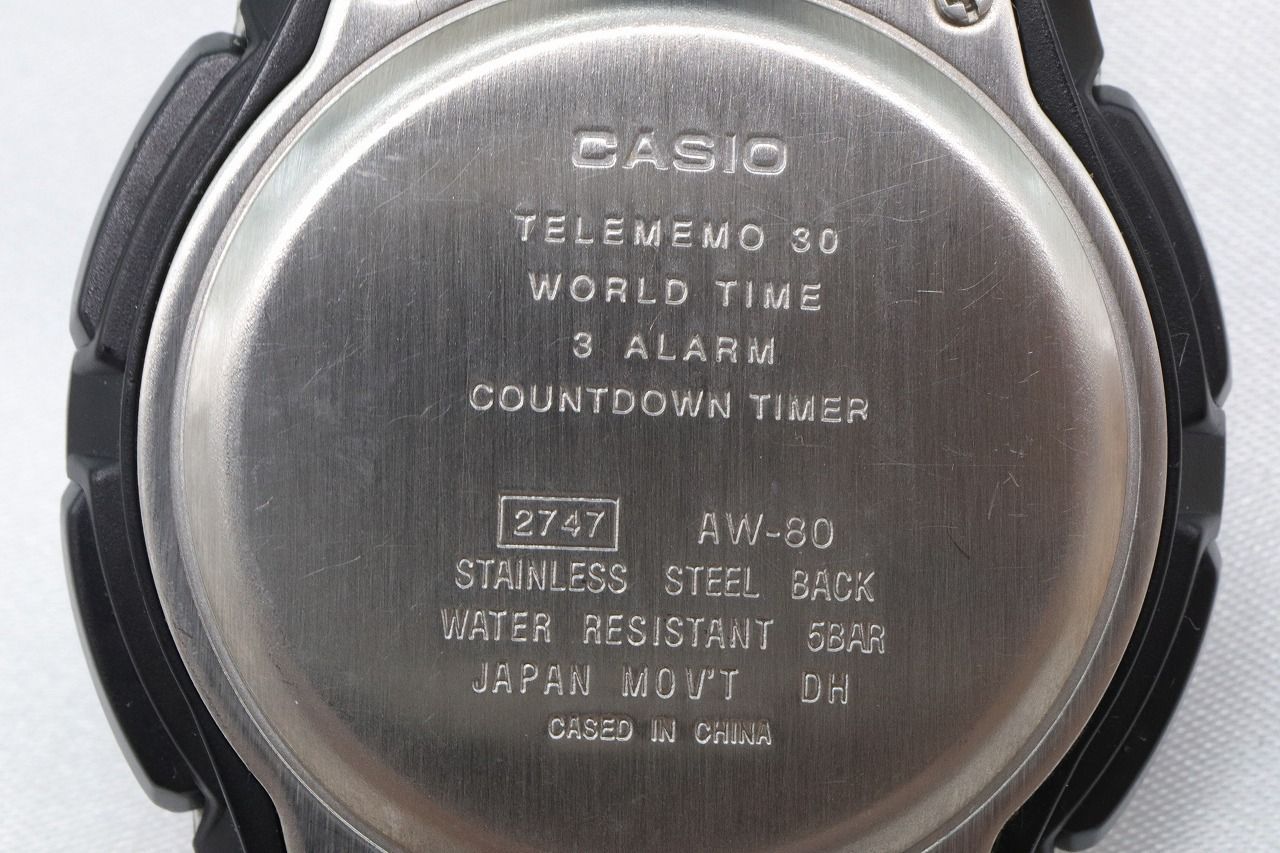 CASIO
TELEMEMO 30
WORLD TIME
3 ALARM
COUNTDOWN TIMER
2747 AW-80
STAINLESS STEEL BACK
WATER RESISTANT 5BAR
JAPAN MOV'T DH
CASED IN CHINA